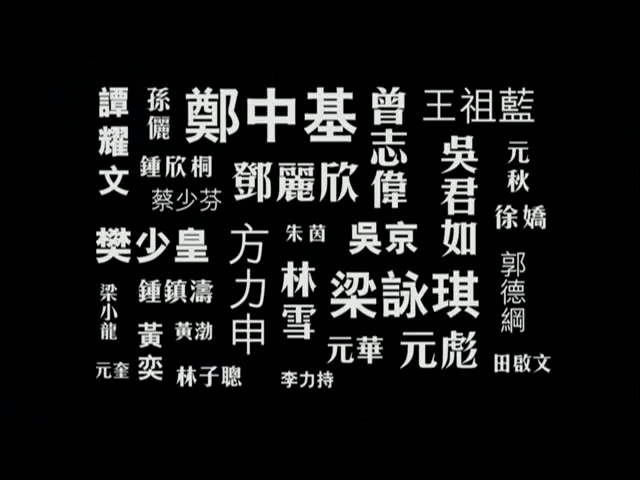 譚耀文
孫儷
鄭中基
曾志偉
王祖藍
鍾欣桐
蔡少芬
鄧麗欣
吳君如
元秋
徐嬌
樊少皇
方力申
朱茵
吳京
郭德綱
梁小龍
鍾鎮濤
林雪
梁詠琪
黃奕
黃渤
元華
元彪
田啟文
元奎
林子聰
李力持